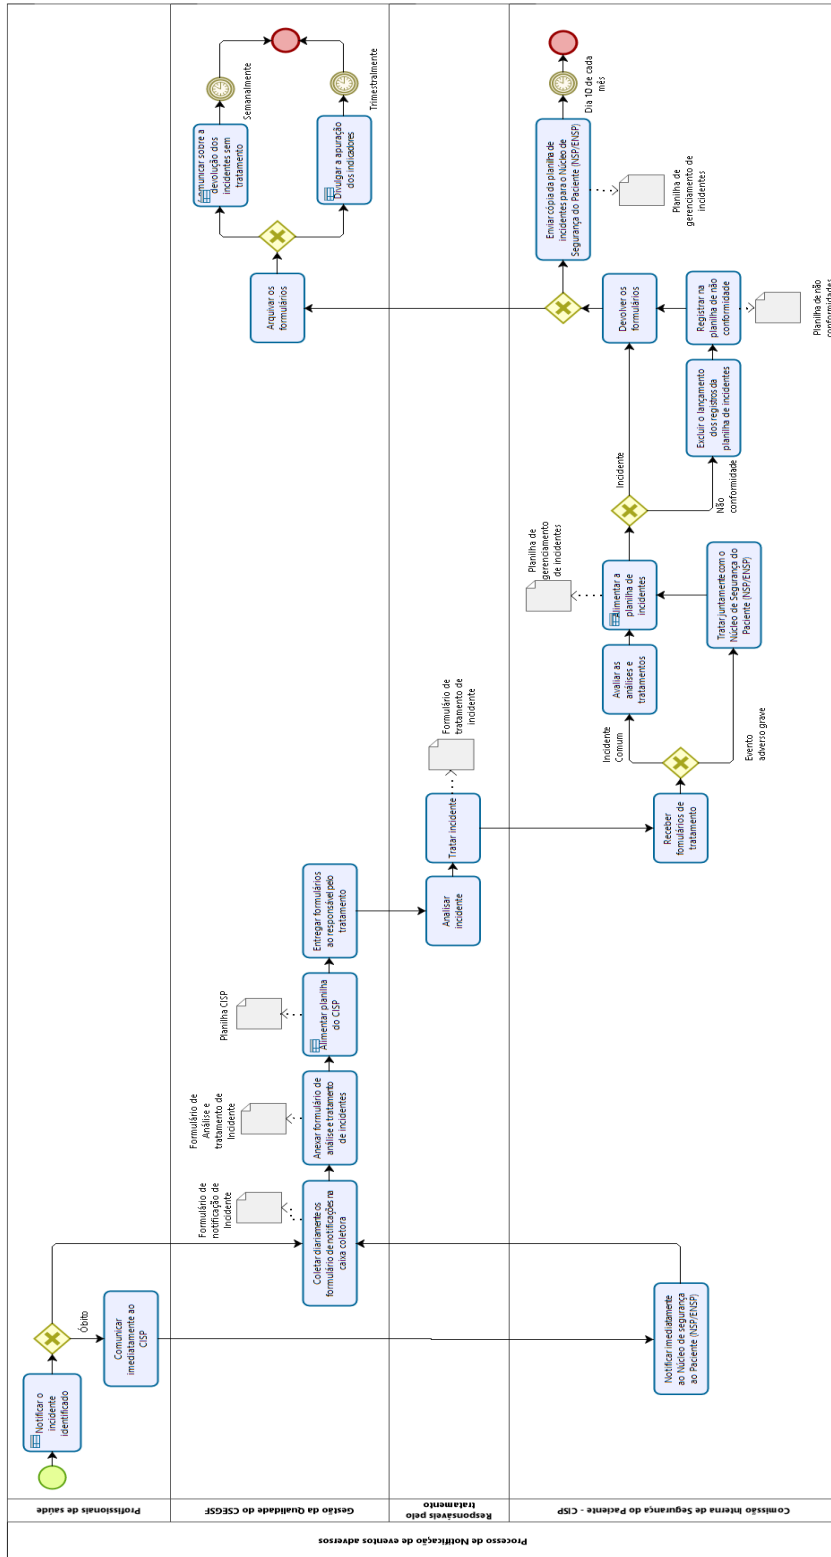 Processo de Notificação de eventos adversos
Profissionais de saúde
Notificar o
incidente
identificado
Óbito
Comunicar
imediatamente ao
CISP
Gestão da Qualidade do CSEGSF
Coletar diariamente os
formulário de notificações na
caixa coletora
Formulário de
notificação de
Incidente
Anexar formulário de
análise e tratamento
de incidentes
Formulário de
Análise e
tratamento de
Incidente
Alimentar planilha
do CISP
Planilha CISP
Entregar formulários
ao responsável pelo
tratamento
Arquivar os
formulários
Comunicar sobre a
devolução dos
incidentes sem
tratamento
Semanalmente
Divulgar a apuração
dos indicadores
Trimestralmente
Responsáveis pelo
tratamento
Analisar
incidente
Tratar incidente
Formulário de
tratamento de
incidente
Comissão Interna de Segurança do Paciente - CISP
Notificar imediatamente
ao Núcleo de segurança
ao Paciente (NSP/ENSP)
Receber
fomulários de
tratamento
Incidente
Comum
Evento
adverso grave
Avaliar as
análises e
tratamentos
Tratar juntamente com o
Núcleo de Segurança do
Paciente (NSP/ENSP)
Alimentar a
planilha de
incidentes
Planilha de
gerenciamento
de incidentes
Incidente
Não
conformidade
Excluir o lançamento
dos registros da
planilha de incidentes
Registrar na
planilha de não
conformidade
Planilha de não
conformidades
Devolver os
formulários
Enviar cópia da planilha de
incidentes para o Núcleo de
Segurança do Paciente (NSP/ENSP)
Planilha de
gerenciamento de
incidentes
Dia 10 de cada
mês